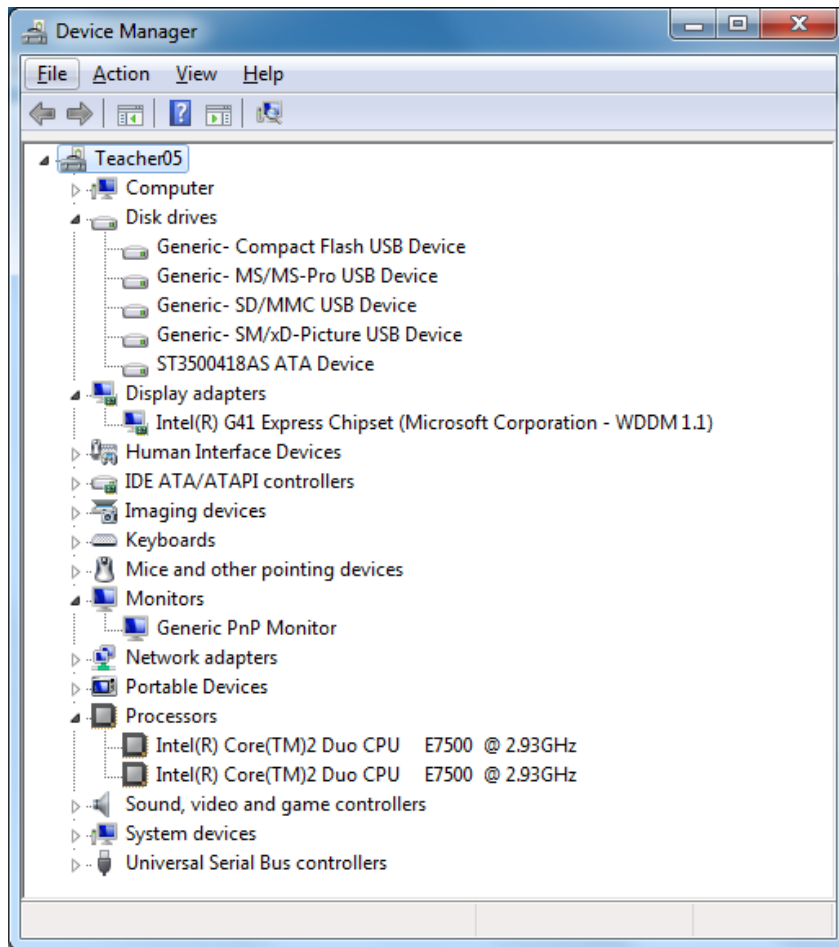 Device Manager
File Action View Help
Teacher05
Computer
Disk drives
Generic- Compact Flash USB Device
Generic- MS/MS-Pro USB Device
Generic- SD/MMC USB Device
Generic- SM/xD-Picture USB Device
ST3500418AS ATA Device
Display adapters
Intel(R) G41 Express Chipset (Microsoft Corporation - WDDM 1.1)
Human Interface Devices
IDE ATA/ATAPI controllers
Imaging devices
Keyboards
Mice and other pointing devices
Monitors
Generic PnP Monitor
Network adapters
Portable Devices
Processors
Intel(R) Core(TM)2 Duo CPU E7500 @ 2.93GHz
Intel(R) Core(TM)2 Duo CPU E7500 @ 2.93GHz
Sound, video and game controllers
System devices
Universal Serial Bus controllers